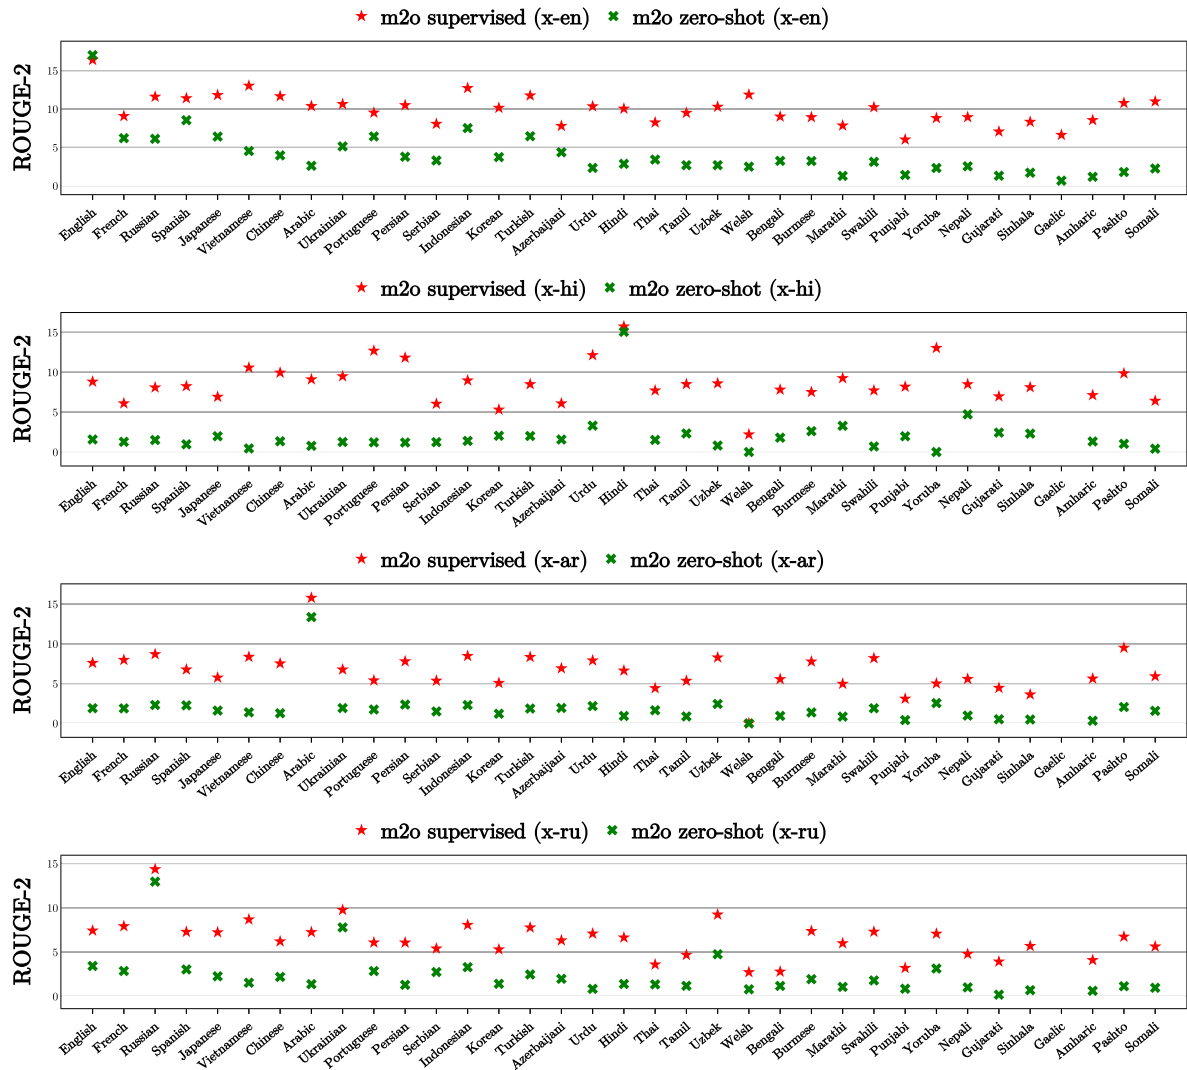 m2o supervised (x-en) m2o zero-shot (x-en)
ROUGE-2
15
10
5
0
English French Russian Spanish Japanese Vietnamese Chinese Arabic Ukrainian Portuguese Persian Serbian Indonesian Korean Turkish Azerbaijani Urdu Hindi Thai Tamil Uzbek Welsh Bengali Burmese Marathi Swahili Punjabi Yoruba Nepali Gujarati Sinhala Gaelic Amharic Pashto Somali
m2o supervised (x-hi) m2o zero-shot (x-hi)
ROUGE-2
15
10
5
0
English French Russian Spanish Japanese Vietnamese Chinese Arabic Ukrainian Portuguese Persian Serbian Indonesian Korean Turkish Azerbaijani Urdu Hindi Thai Tamil Uzbek Welsh Bengali Burmese Marathi Swahili Punjabi Yoruba Nepali Gujarati Sinhala Gaelic Amharic Pashto Somali
m2o supervised (x-ar) m2o zero-shot (x-ar)
ROUGE-2
15
10
5
0
English French Russian Spanish Japanese Vietnamese Chinese Arabic Ukrainian Portuguese Persian Serbian Indonesian Korean Turkish Azerbaijani Urdu Hindi Thai Tamil Uzbek Welsh Bengali Burmese Marathi Swahili Punjabi Yoruba Nepali Gujarati Sinhala Gaelic Amharic Pashto Somali
m2o supervised (x-ru) m2o zero-shot (x-ru)
ROUGE-2
15
10
5
0
English French Russian Spanish Japanese Vietnamese Chinese Arabic Ukrainian Portuguese Persian Serbian Indonesian Korean Turkish Azerbaijani Urdu Hindi Thai Tamil Uzbek Welsh Bengali Burmese Marathi Swahili Punjabi Yoruba Nepali Gujarati Sinhala Gaelic Amharic Pashto Somali